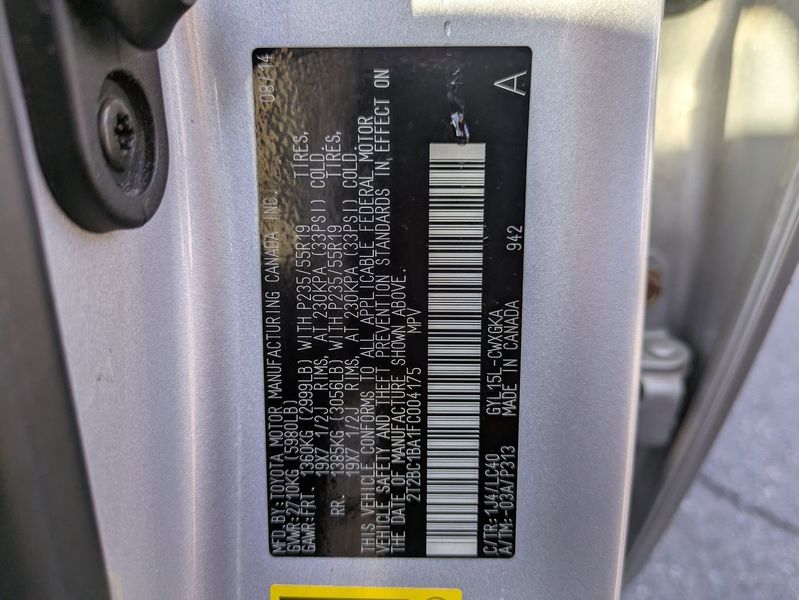 MFD.BY:TOYOTA MOTOR MANUFACTURING CANADA INC. 08/14
GVWR:2710KG (5980LB)
GAWR:FRT. 1360KG (2999LB) WITH P235/55R19 TIRES,
19X7 1/2J RIMS, AT 230KPA (33PSI) COLD.
RR. 1385KG (3056LB) WITH P235/55R19 TIRES,
19X7 1/2J RIMS, AT 230KPA (33PSI) COLD.
THIS VEHICLE CONFORMS TO ALL APPLICABLE FEDERAL MOTOR
VEHICLE SAFETY AND THEFT PREVENTION STANDARDS IN EFFECT ON
THE DATE OF MANUFACTURE SHOWN ABOVE.
2T2BC1BA1FC004175 MPV
C/TR:1J4/LC40 GYL15L-CWXGKA A
A/TM:-03A/P313 MADE IN CANADA 942